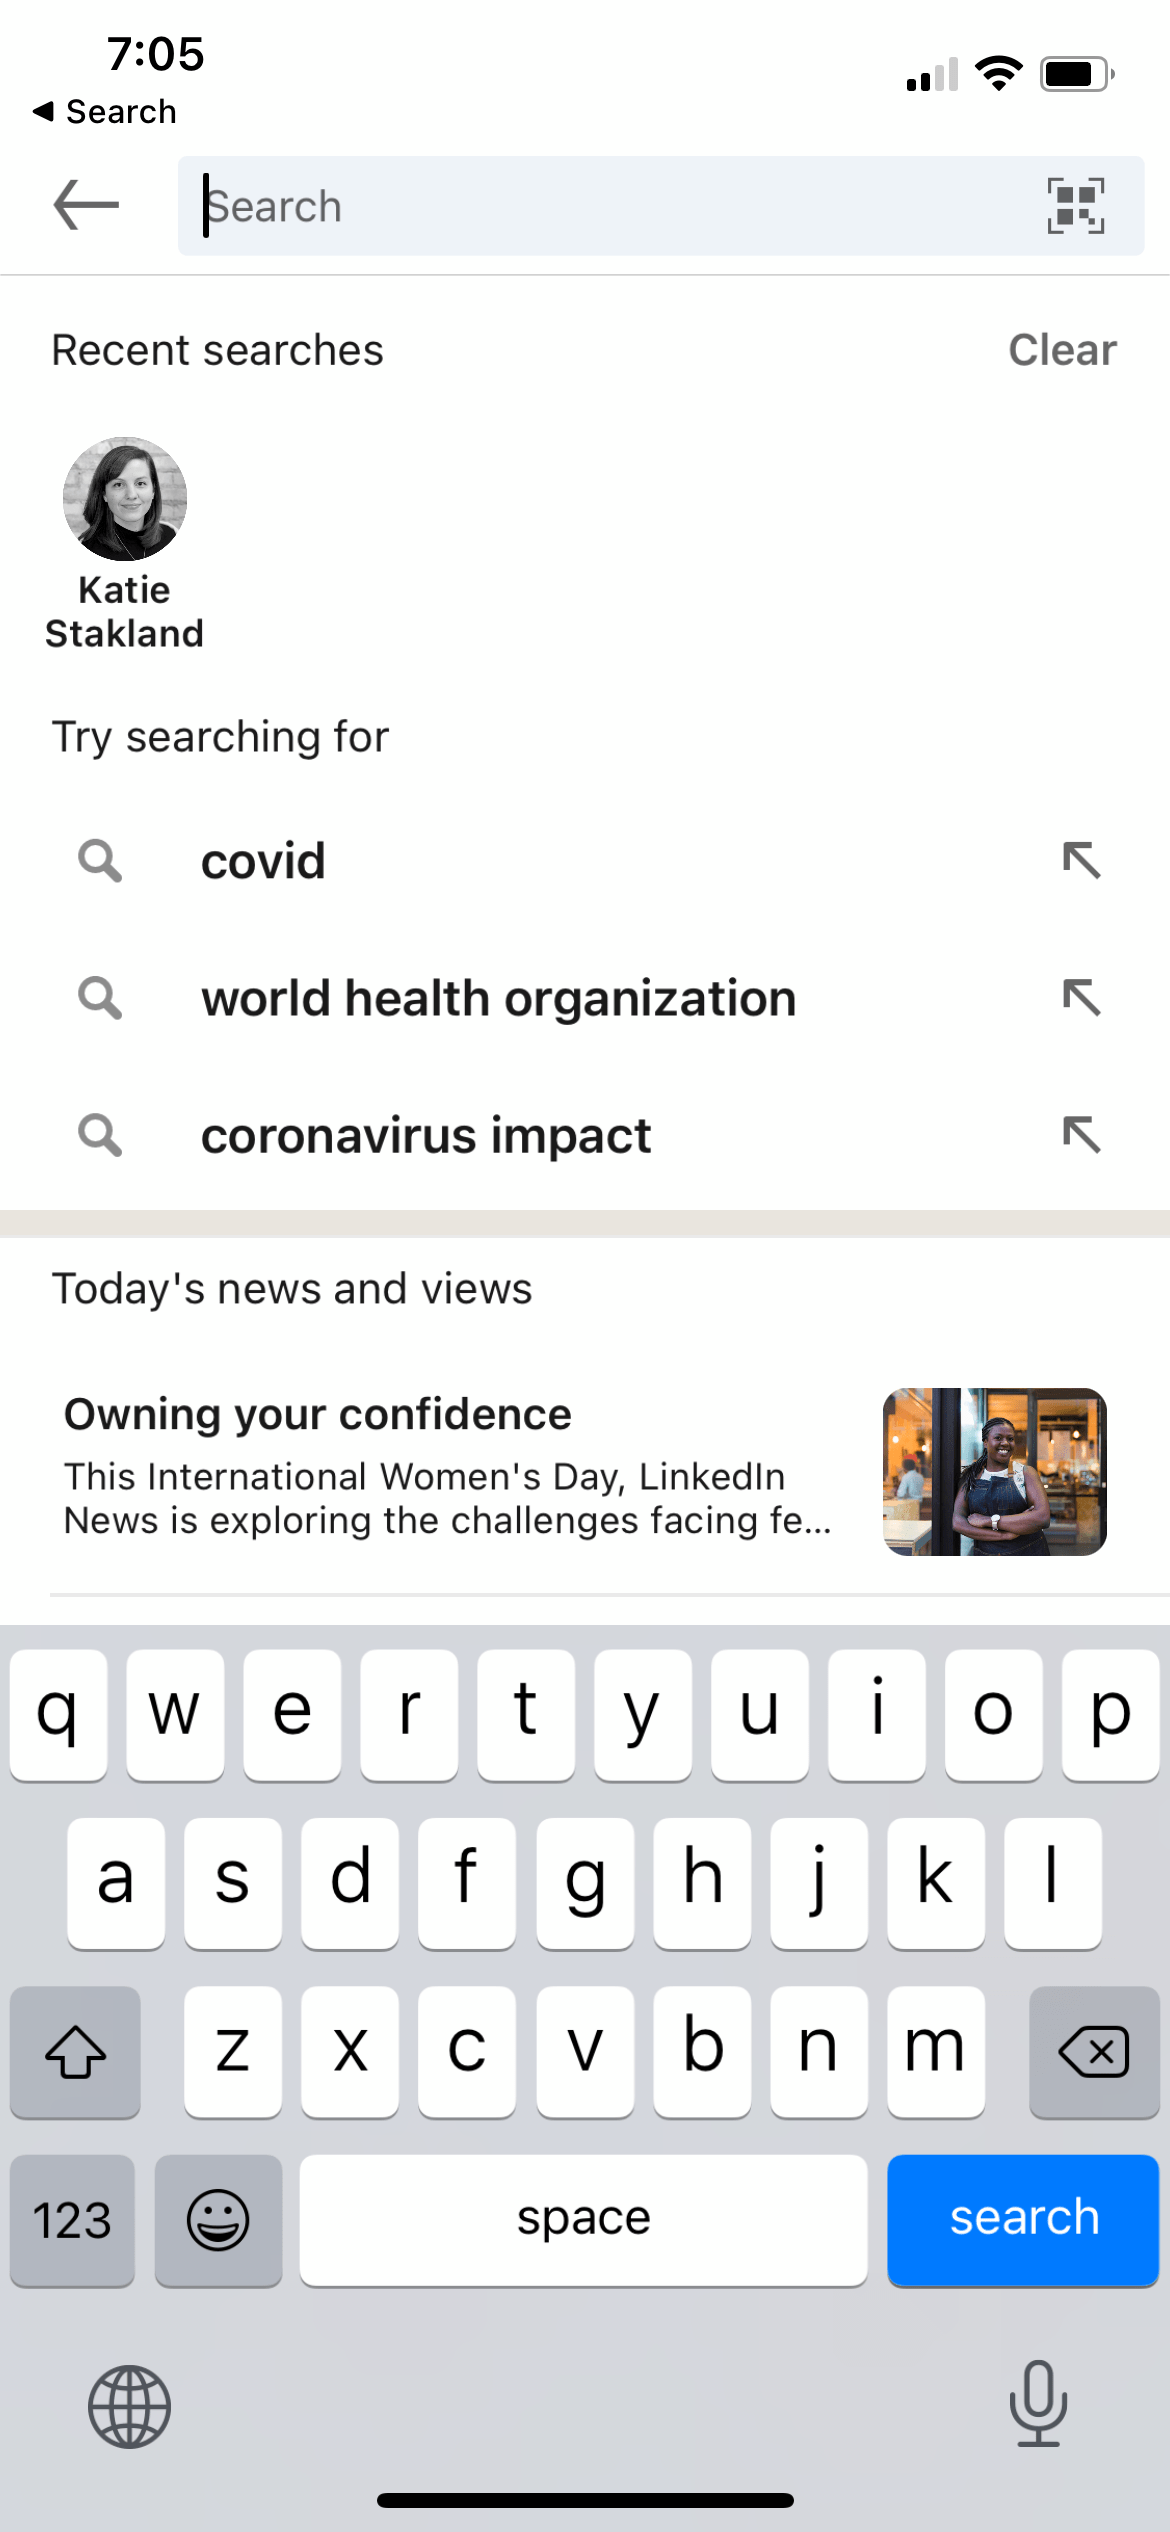 7:05
◀ Search
Search
Recent searches
Clear
Katie
Stakland
Try searching for
covid
world health organization
coronavirus impact
Today's news and views
Owning your confidence
This International Women's Day, LinkedIn
News is exploring the challenges facing fe...
q w e r t y u i o p
a s d f g h j k l
z x c v b n m
123 space search